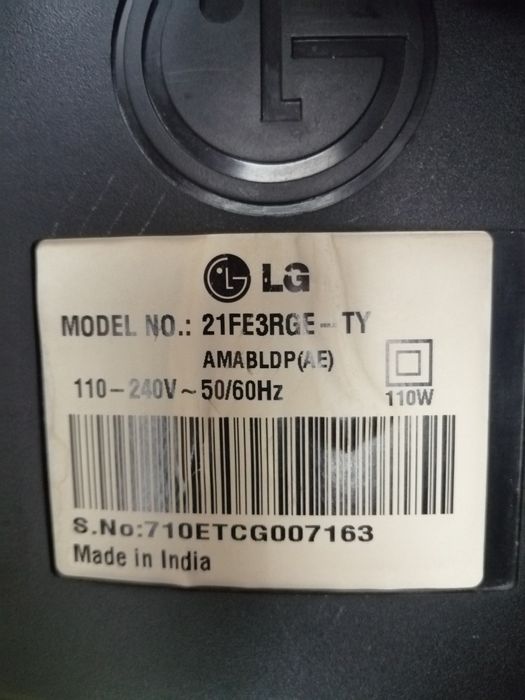 LG
MODEL NO.: 21FE3RGE-TY
AMABLDP(AE)
110-240V~50/60Hz
110W
S.No:710ETCG007163
Made in India